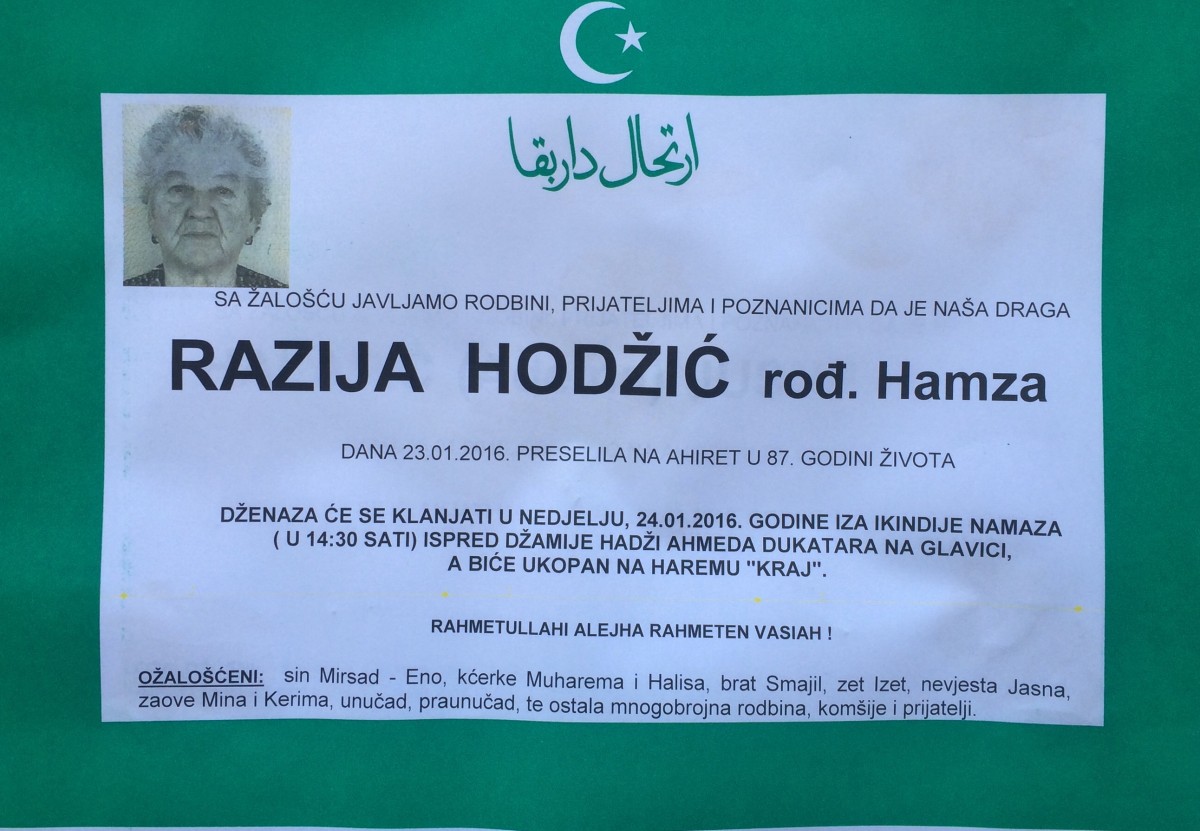 ارتحال دار بقا
SA ŽALOŠĆU JAVLJAMO RODBINI, PRIJATELJIMA I POZNANICIMA DA JE NAŠA DRAGA
RAZIJA HODŽIĆ rođ. Hamza
DANA 23.01.2016. PRESELILA NA AHIRET U 87. GODINI ŽIVOTA
DŽENAZA ĆE SE KLANJATI U NEDJELJU, 24.01.2016. GODINE IZA IKINDIJE NAMAZA
( U 14:30 SATI) ISPRED DŽAMIJE HADŽI AHMEDA DUKATARA NA GLAVICI,
A BIĆE UKOPAN NA HAREMU "KRAJ".
RAHMETULLAHI ALEJHA RAHMETEN VASIAH !
OŽALOŠĆENI: sin Mirsad - Eno, kćerke Muharema i Halisa, brat Smajil, zet Izet, nevjesta Jasna,
zaove Mina i Kerima, unučad, praunučad, te ostala mnogobrojna rodbina, komšije i prijatelji.